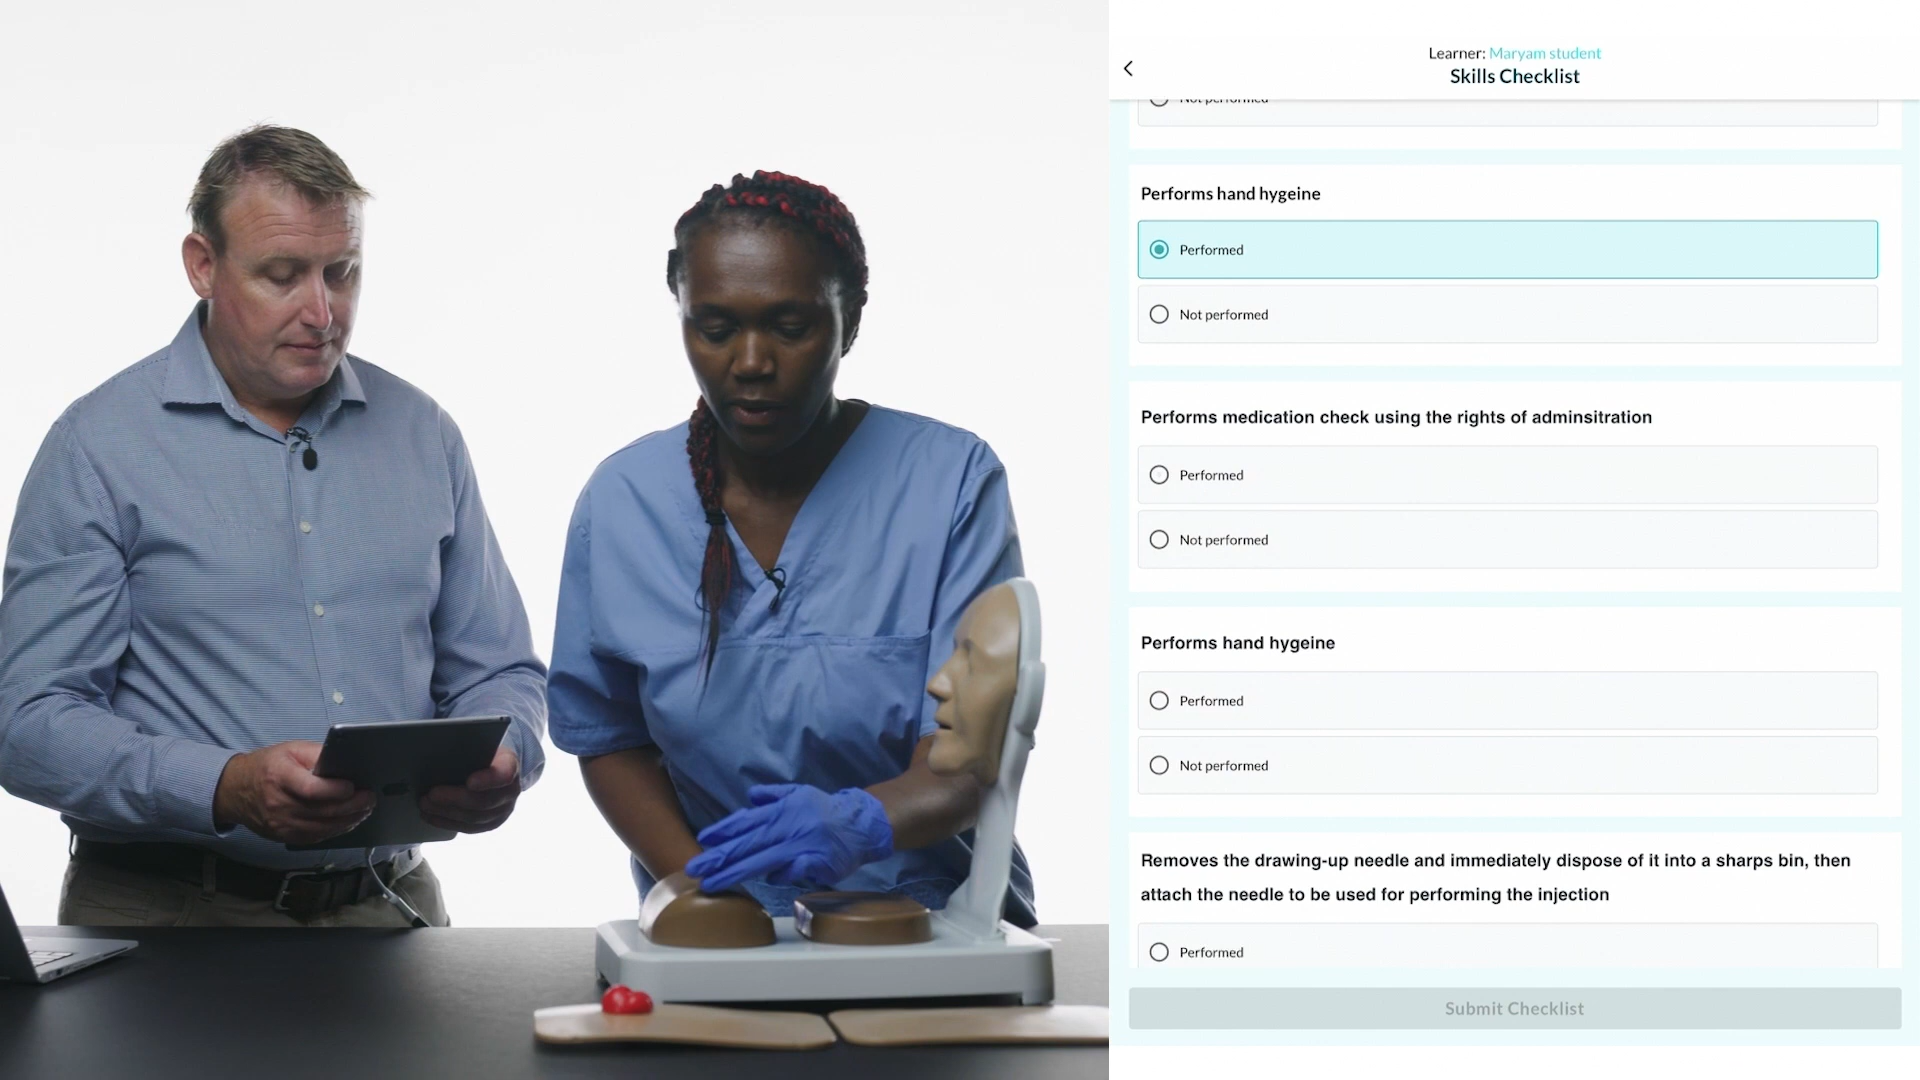 Learner: Maryam student
Skills Checklist
Not performed
Performs hand hygeine
Performed
Not performed
Performs medication check using the rights of adminsitration
Performed
Not performed
Performs hand hygeine
Performed
Not performed
Removes the drawing-up needle and immediately dispose of it into a sharps bin, then
attach the needle to be used for performing the injection
Performed
Submit Checklist